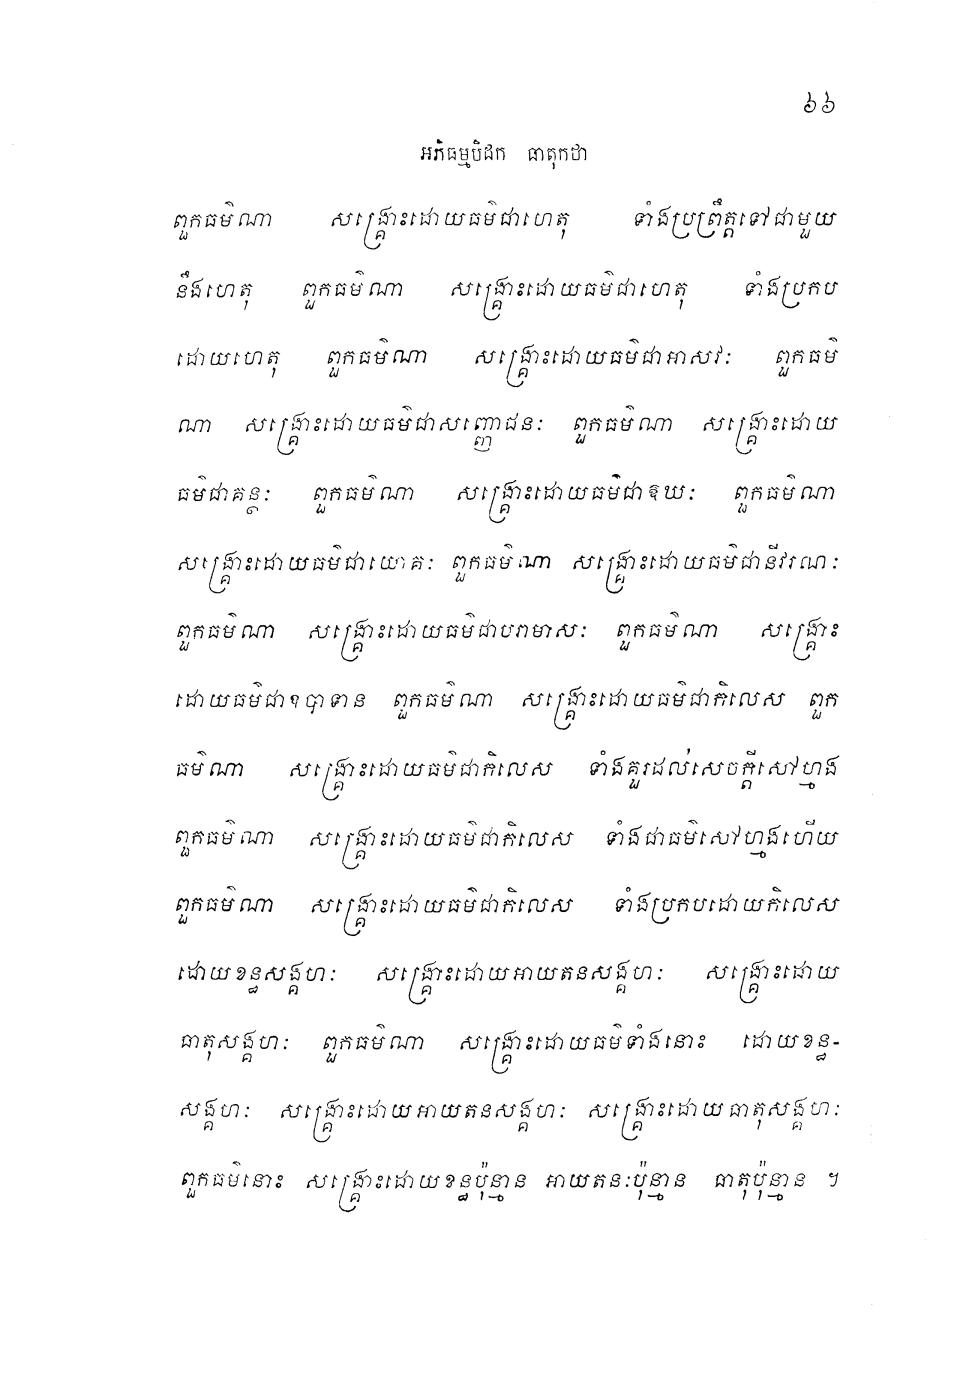 ៦៦
អភិធម្មបិដក ធាតុកថា
ពួកធម៌ណា សង្គ្រោះដោយធម៌ជាហេតុ ទាំងប្រព្រឹត្តទៅជាមួយ
នឹងហេតុ ពួកធម៌ណា សង្គ្រោះដោយធម៌ជាហេតុ ទាំងប្រកប
ដោយហេតុ ពួកធម៌ណា សង្គ្រោះដោយធម៌ជាអាសវៈ ពួកធម៌
ណា សង្គ្រោះដោយធម៌ជាសញ្ញោជនៈ ពួកធម៌ណា សង្គ្រោះដោយ
ធម៌ជាគន្ថៈ ពួកធម៌ណា សង្គ្រោះដោយធម៌ជាឱឃៈ ពួកធម៌ណា
សង្គ្រោះដោយធម៌ជាយោគៈ ពួកធម៌ណា សង្គ្រោះដោយធម៌ជានីវរណៈ
ពួកធម៌ណា សង្គ្រោះដោយធម៌ជាបរាមាសៈ ពួកធម៌ណា សង្គ្រោះ
ដោយធម៌ជាឧបាទាន ពួកធម៌ណា សង្គ្រោះដោយធម៌ជាកិលេស ពួក
ធម៌ណា សង្គ្រោះដោយធម៌ជាកិលេស ទាំងគួរដល់សេចក្តីសៅហ្មង
ពួកធម៌ណា សង្គ្រោះដោយធម៌ជាកិលេស ទាំងជាធម៌សៅហ្មងហើយ
ពួកធម៌ណា សង្គ្រោះដោយធម៌ជាកិលេស ទាំងប្រកបដោយកិលេស
ដោយខន្ធសង្គហៈ សង្គ្រោះដោយអាយតនសង្គហៈ សង្គ្រោះដោយ
ធាតុសង្គហៈ ពួកធម៌ណា សង្គ្រោះដោយធម៌ទាំងនោះ ដោយខន្ធ-
សង្គហៈ សង្គ្រោះដោយអាយតនសង្គហៈ សង្គ្រោះដោយធាតុសង្គហៈ
ពួកធម៌នោះ សង្គ្រោះដោយខន្ធប៉ុន្មាន អាយតនៈប៉ុន្មាន ធាតុប៉ុន្មាន ។